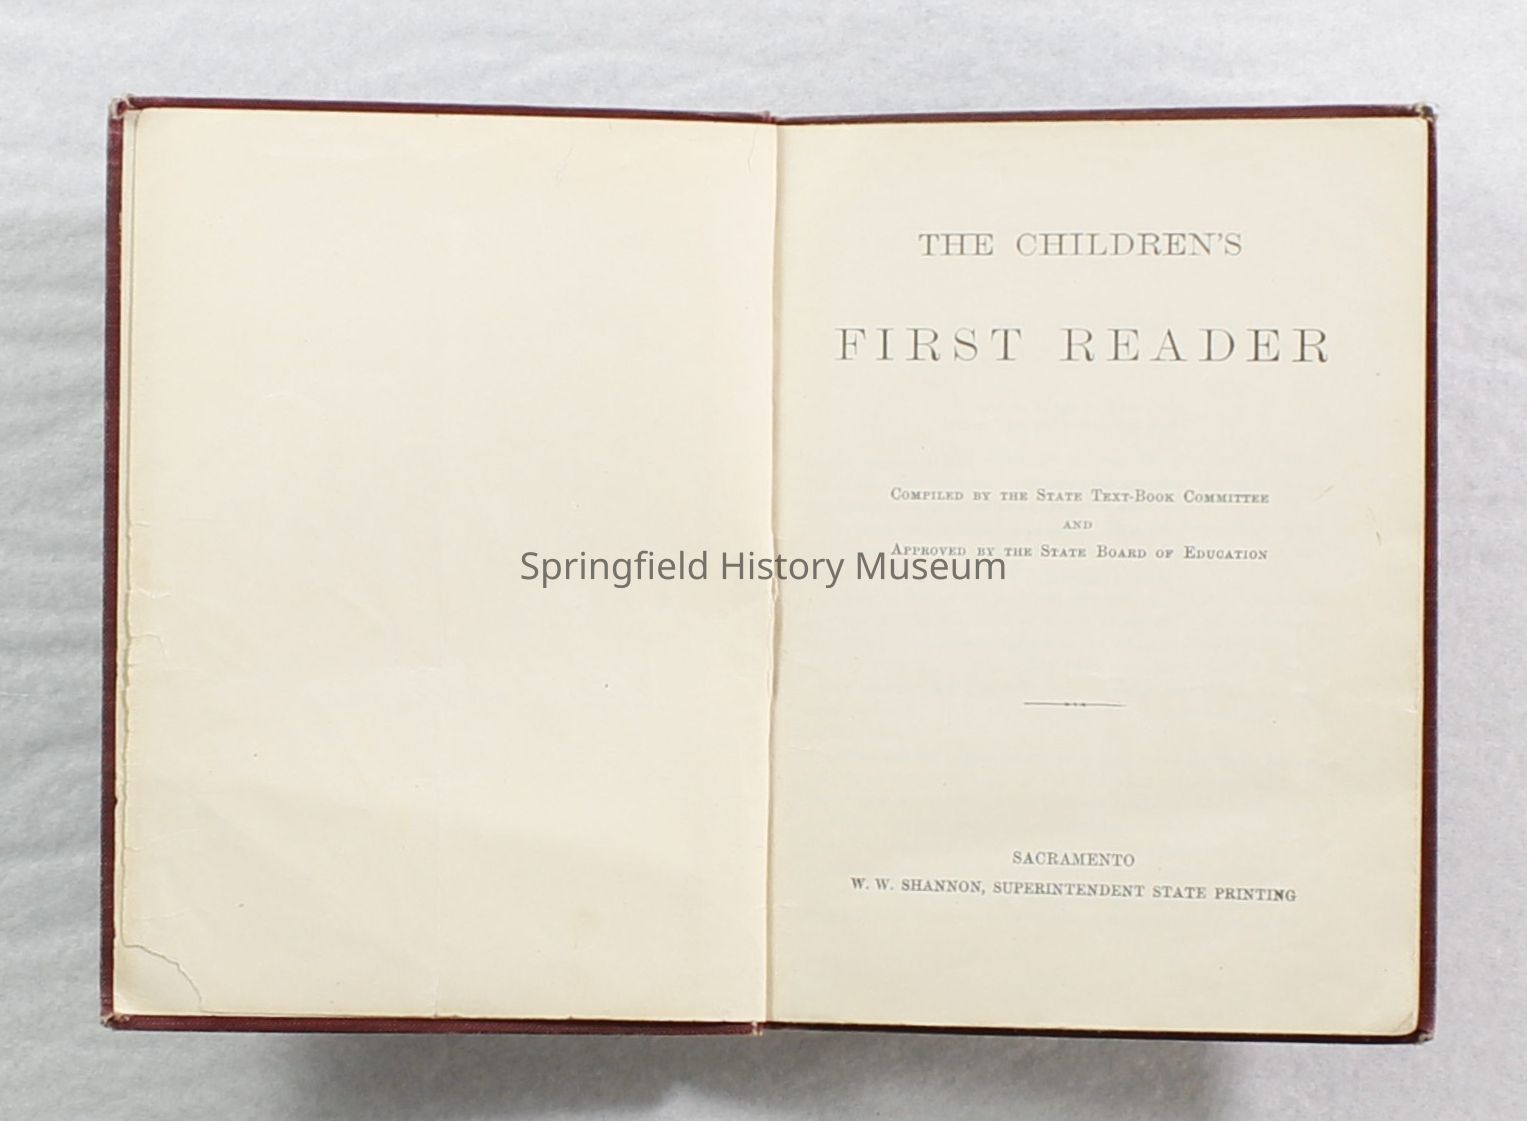 THE CHILDREN'S
FIRST READER
COMPILED BY THE STATE TEXT-BOOK COMMITTEE
AND
APPROVED BY THE STATE BOARD OF EDUCATION
Springfield History Museum
SACRAMENTO
W. W. SHANNON, SUPERINTENDENT STATE PRINTING